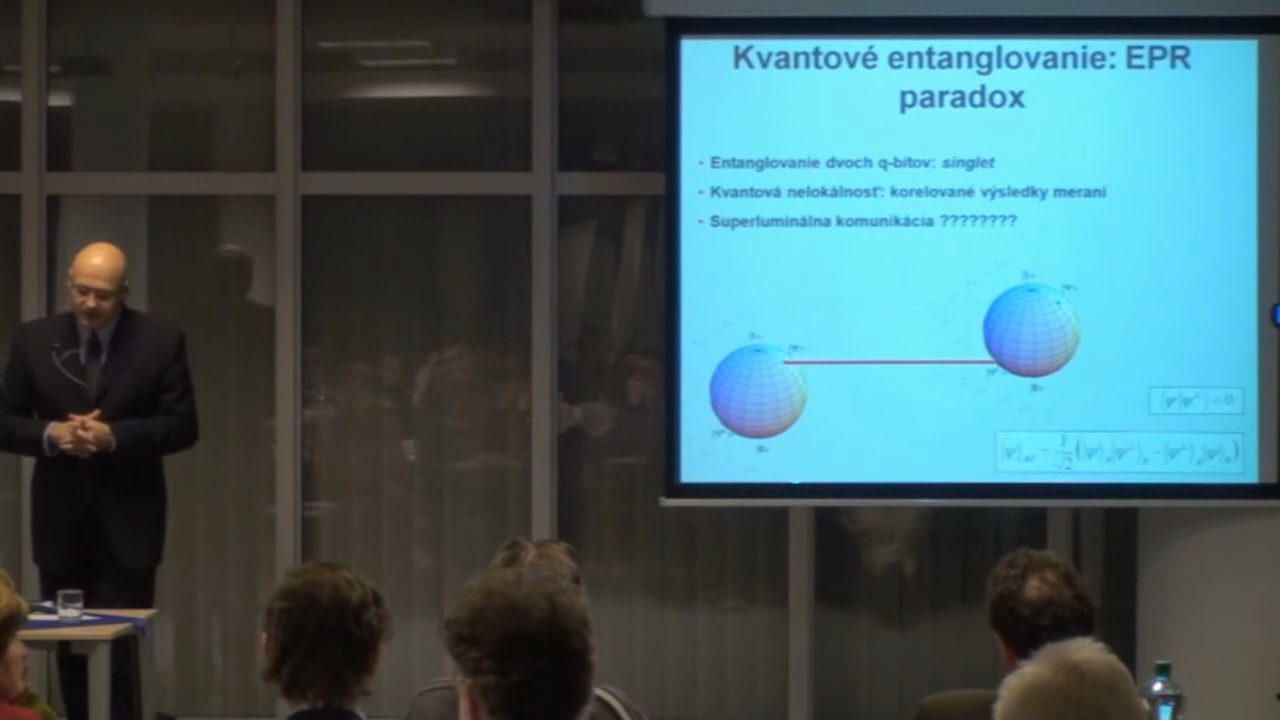 Kvantové entanglovanie: EPR
paradox
- Entanglovanie dvoch q-bitov: singlet
- Kvantová nelokálnosť: korelované výsledky meraní
- Superluminálna komunikácia ????????